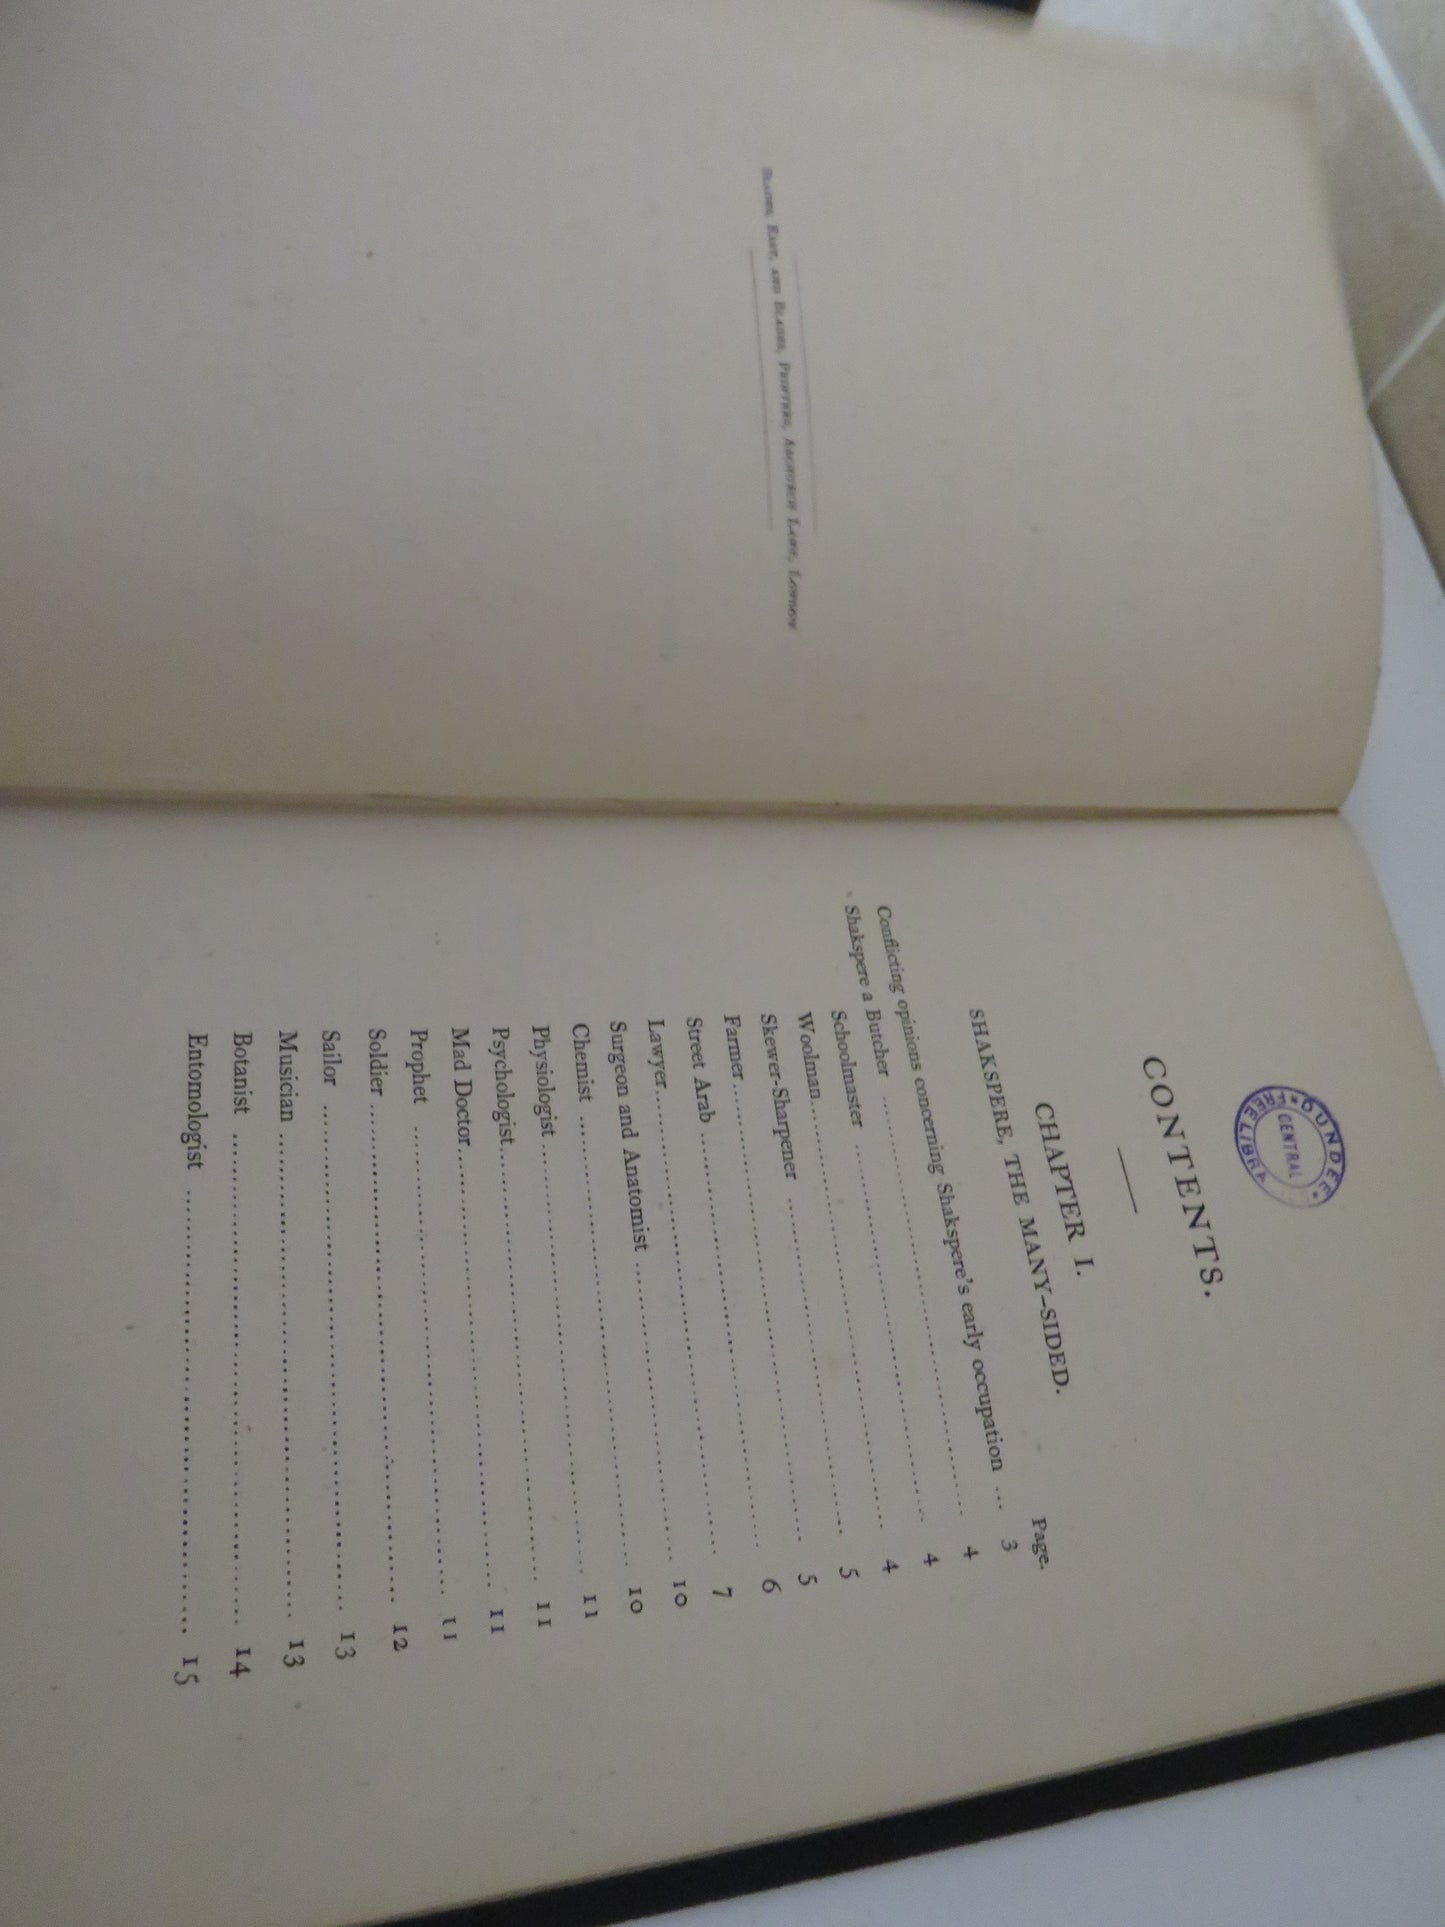 BLADES, EAST, AND BLADES, PRINTERS, ABCHURCH LANE, LONDON
DUNDEE * FREE LIBRA
CENTRAL
CONTENTS.
CHAPTER I.
SHAKSPERE, THE MANY-SIDED.
Page.
Conflicting opinions concerning Shakspere's early occupation ... 3
Shakspere a Butcher .......... 4
Schoolmaster .......... 4
Woolman .......... 4
Skewer-Sharpener .......... 5
Farmer .......... 5
Street Arab .......... 6
Lawyer .......... 7
Surgeon and Anatomist .......... 10
Chemist .......... 10
Physiologist .......... 11
Psychologist .......... 11
Mad Doctor .......... 11
Prophet .......... 11
Soldier .......... 12
Sailor .......... 13
Musician .......... 13
Botanist .......... 14
Entomologist .......... 15